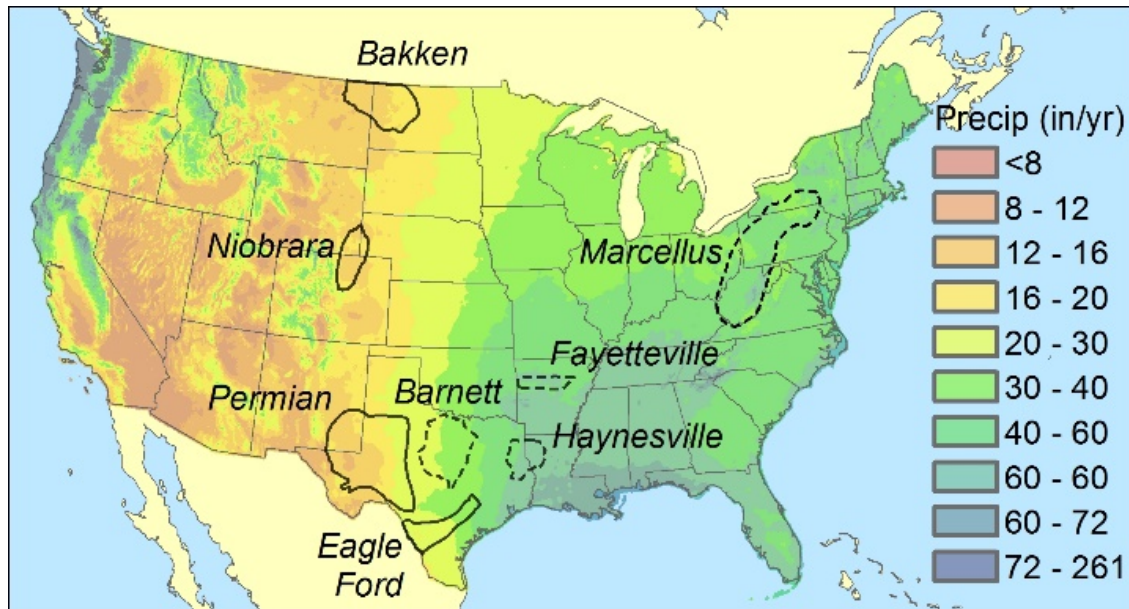 Bakken
Precip (in/yr)
<8
8 - 12
Niobrara
Marcellus
12 - 16
16 - 20
20 - 30
Fayetteville
Permian
Barnett
30 - 40
Haynesville
40 - 60
60 - 60
Eagle
Ford
60 - 72
72 - 261